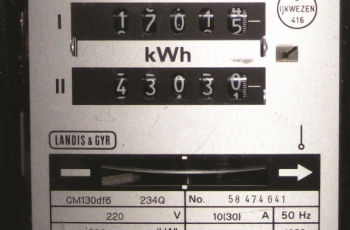 IJKWEZEN
416
I 17015
kWh
II 43030
LANDIS & GYR
CM130df6 234Q No. 58 474 641
220 V 10(30) A 50 Hz